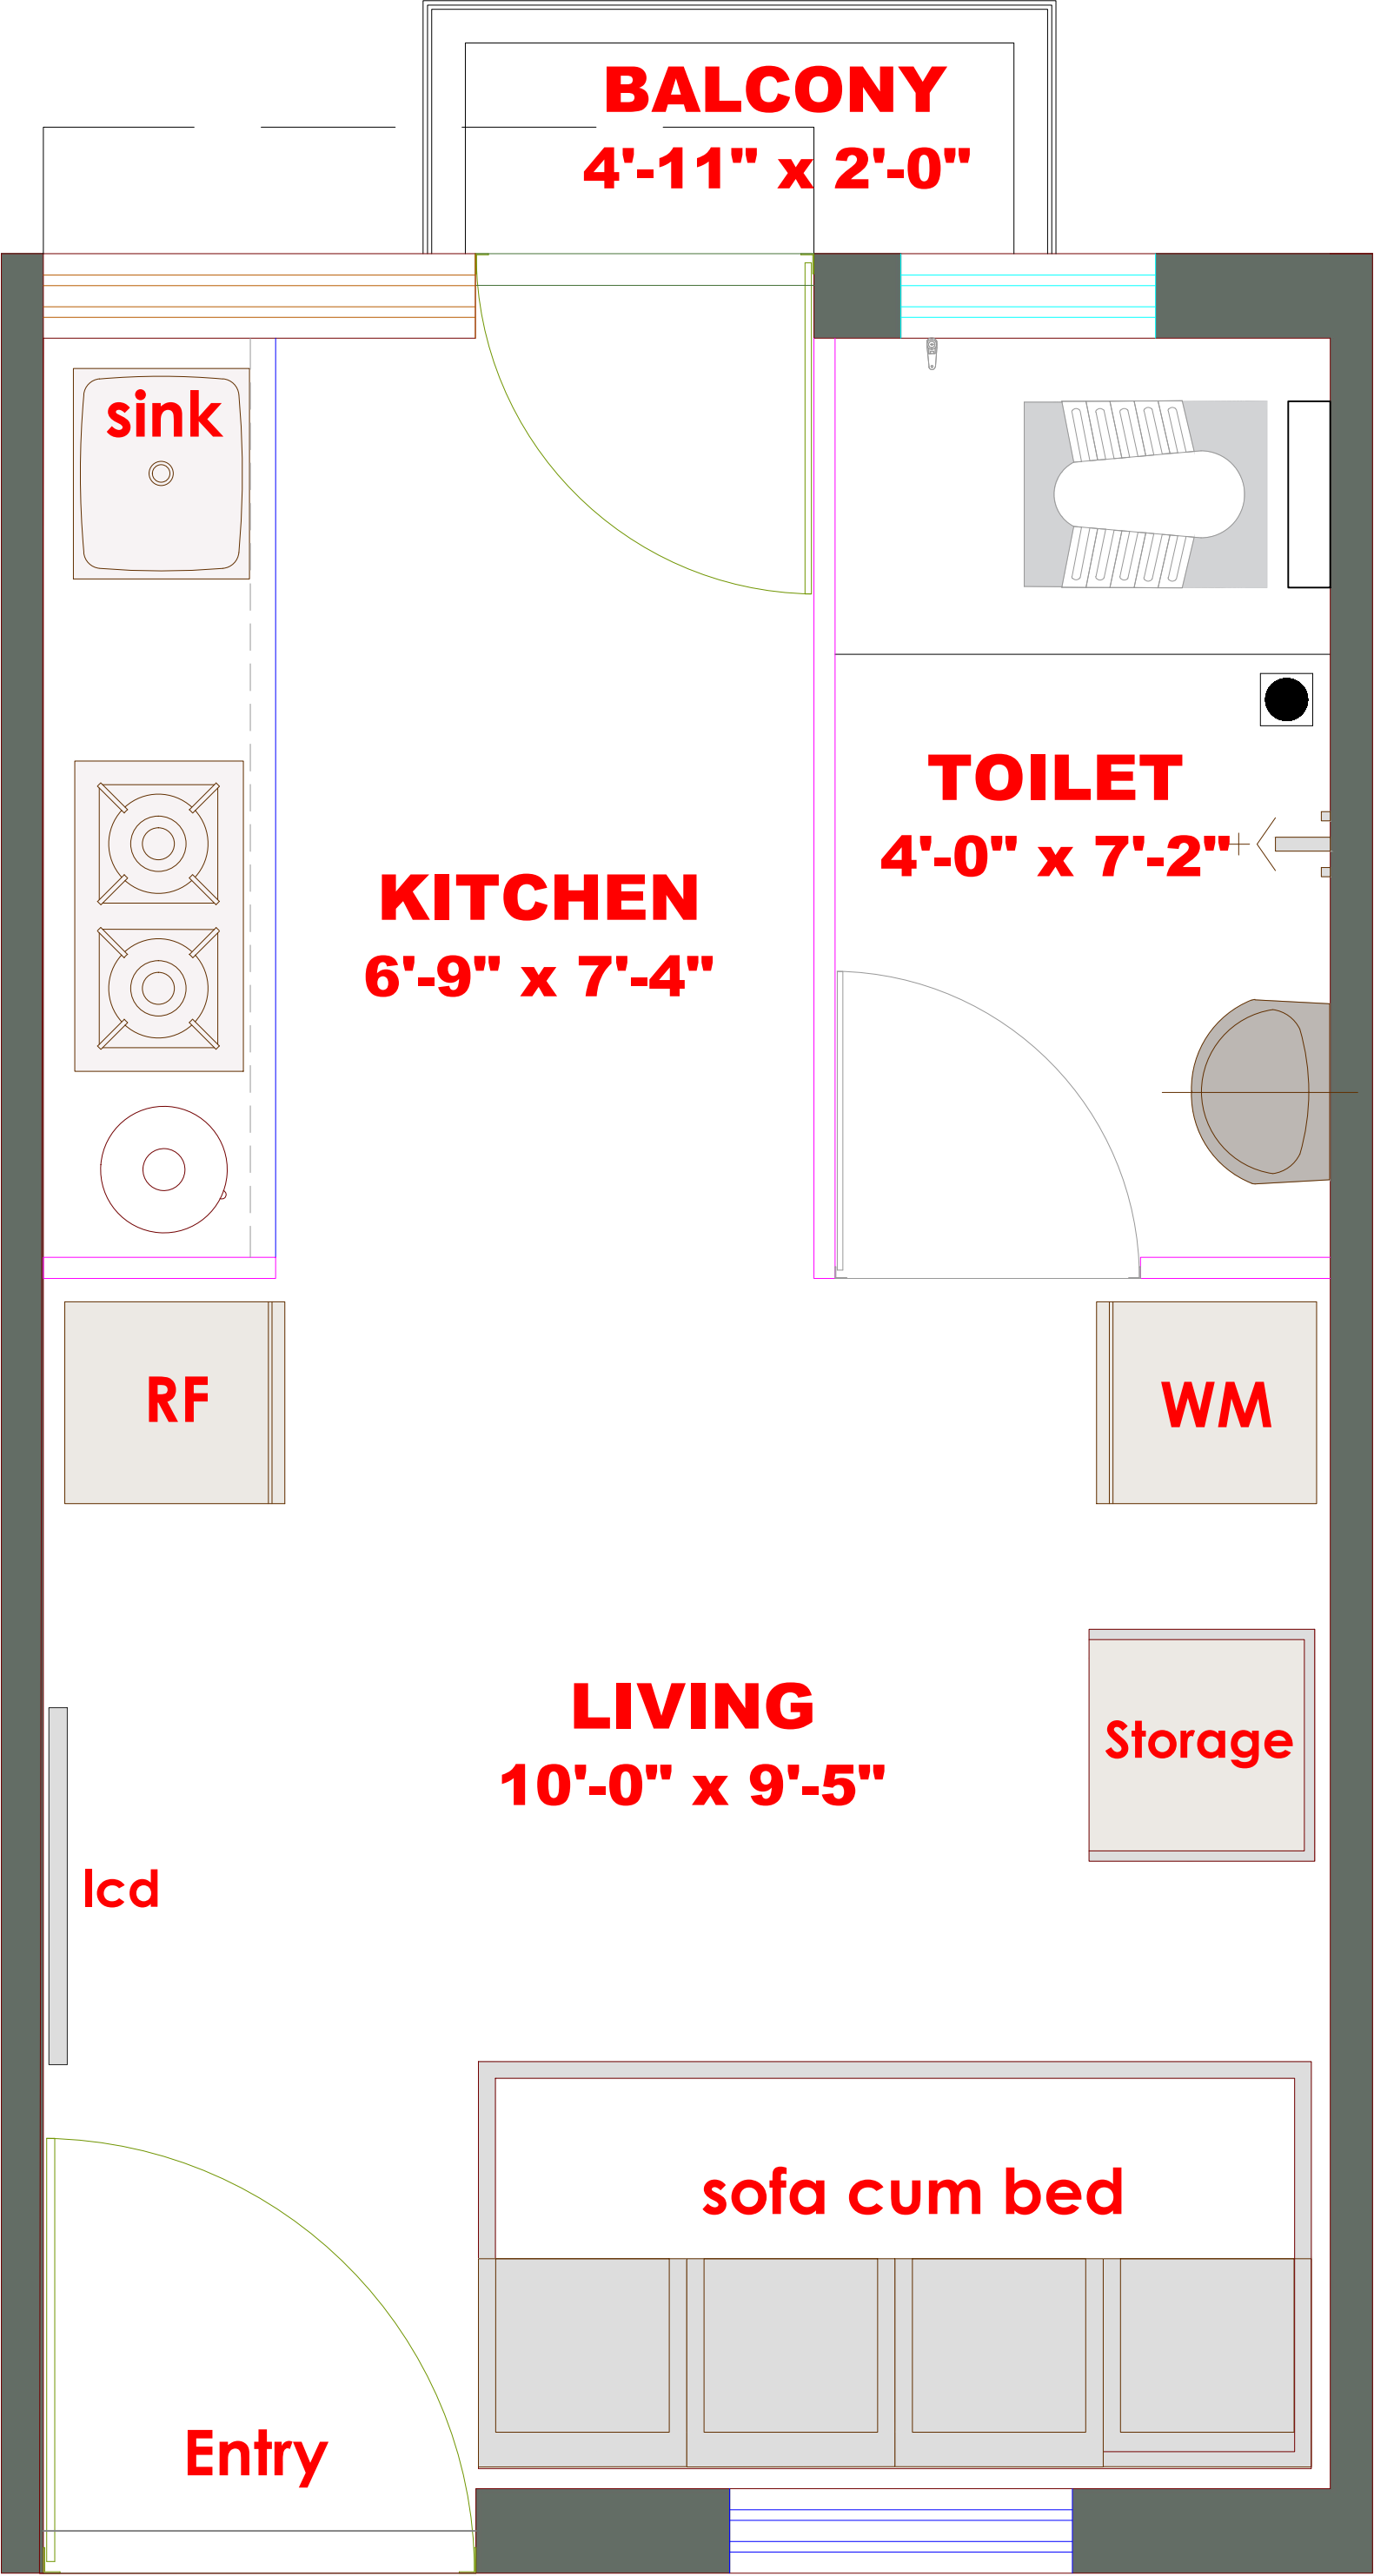 BALCONY
4'-11" x 2'-0"
sink
TOILET
4'-0" x 7'-2"
KITCHEN
6'-9" x 7'-4"
RF
WM
LIVING
10'-0" x 9'-5"
Storage
lcd
sofa cum bed
Entry